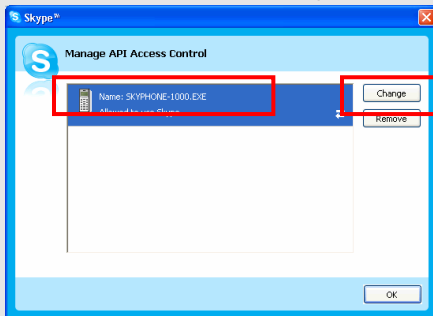 Skype™
Manage API Access Control
Name: SKYPHONE-1000.EXE
Allowed to use Skype
Change
Remove
OK